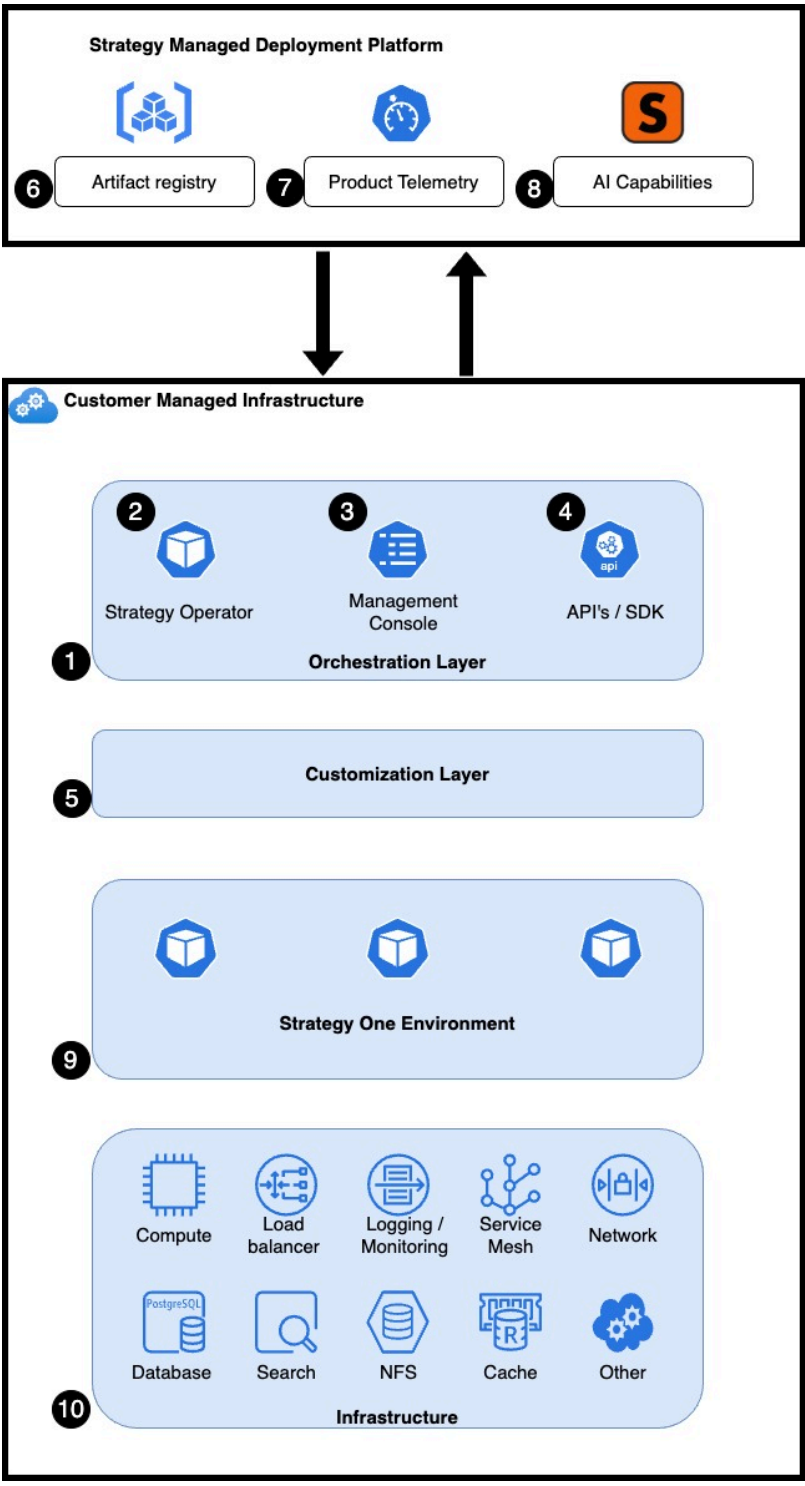 Strategy Managed Deployment Platform
S
6
Artifact registry
7
Product Telemetry
8
AI Capabilities
Customer Managed Infrastructure
2
3
4
api
Strategy Operator
Management
Console
API's / SDK
1
Orchestration Layer
Customization Layer
5
Strategy One Environment
9
Compute
Load
balancer
Logging /
Monitoring
Service
Mesh
Network
PostgreSQL
R
Database
Search
NFS
Cache
Other
10
Infrastructure